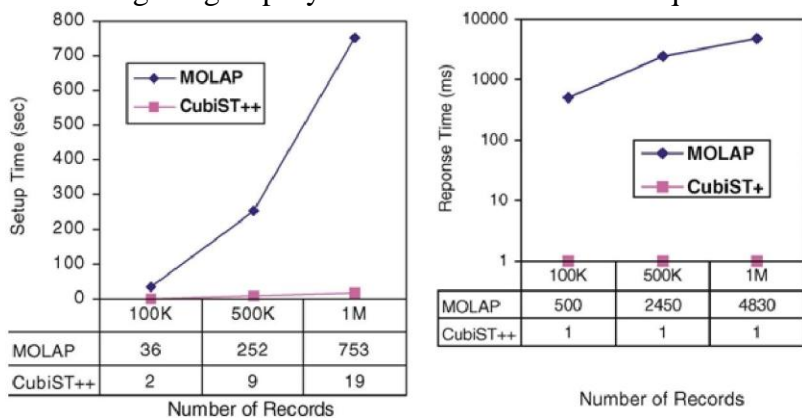 800
700
600
500
400
300
200
100
0
Setup Time (sec)
MOLAP
CubiST++
100K 500K 1M
MOLAP 36 252 753
CubiST++ 2 9 19
Number of Records
10000
1000
100
10
1
Reponse Time (ms)
MOLAP
CubiST+
100K 500K 1M
MOLAP 500 2450 4830
CubiST++ 1 1 1
Number of Records